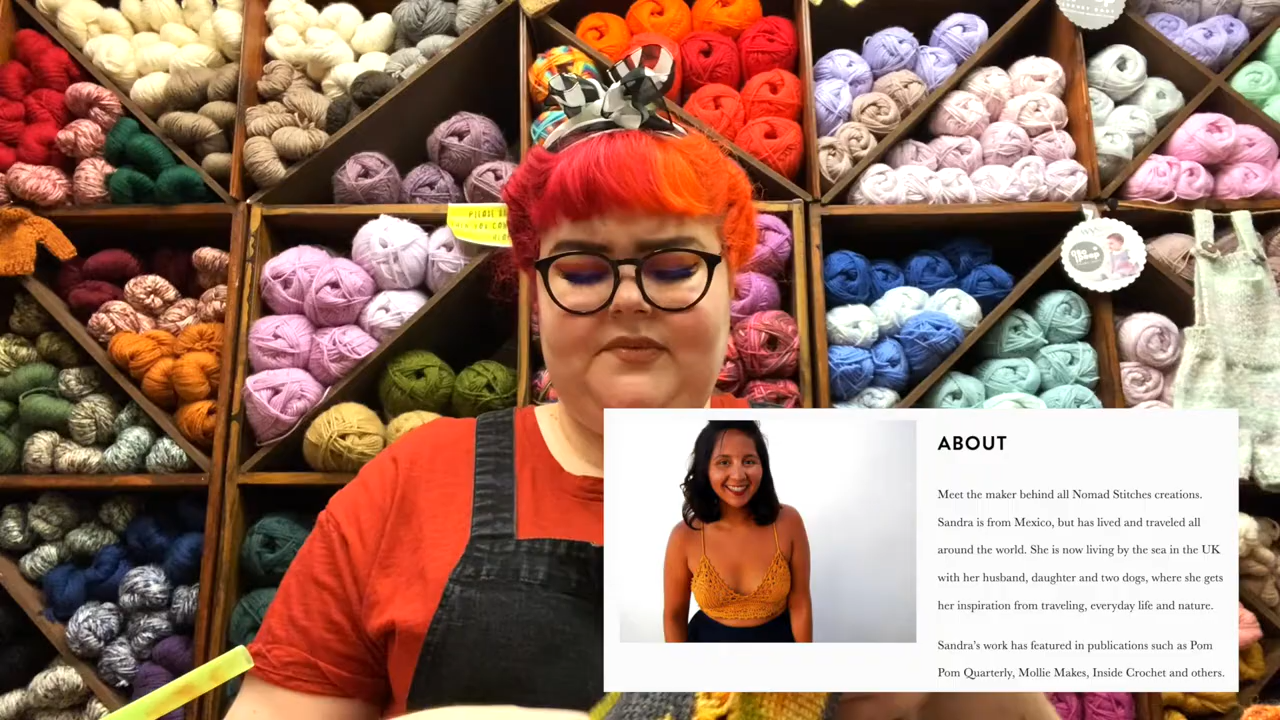 ABOUT
Meet the maker behind all Nomad Stitches creations.
Sandra is from Mexico, but has lived and traveled all
around the world. She is now living by the sea in the UK
with her husband, daughter and two dogs, where she gets
her inspiration from traveling, everyday life and nature.
Sandra's work has featured in publications such as Pom
Pom Quarterly, Mollie Makes, Inside Crochet and others.